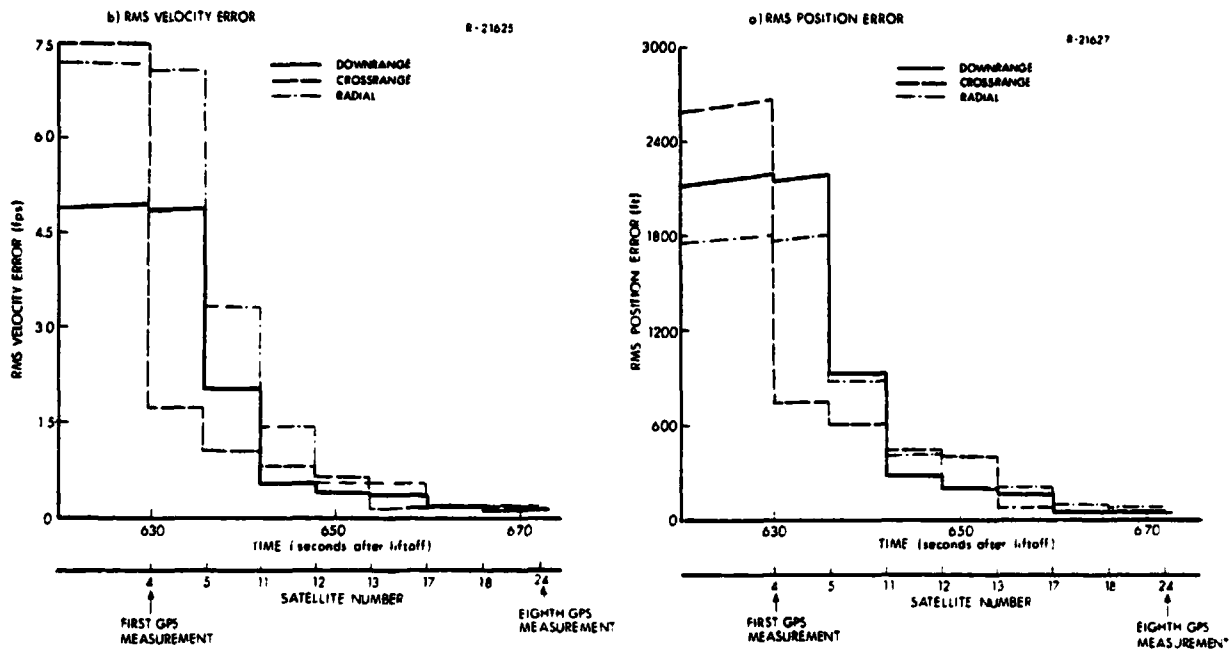 b) RMS VELOCITY ERROR
R-21625
DOWNRANGE
CROSSRANGE
RADIAL
RMS VELOCITY ERROR (fps)
7.5
6.0
4.5
3.0
1.5
0
630
650
670
TIME (seconds after liftoff)
4 5 11 12 13 17 18 24
SATELLITE NUMBER
FIRST GPS
MEASUREMENT
EIGHTH GPS
MEASUREMENT
a) RMS POSITION ERROR
R-21627
DOWNRANGE
CROSSRANGE
RADIAL
RMS POSITION ERROR (ft)
3000
2400
1800
1200
600
0
630
650
670
TIME (seconds after liftoff)
4 5 11 12 13 17 18 24
SATELLITE NUMBER
FIRST GPS
MEASUREMENT
EIGHTH GPS
MEASUREMEN